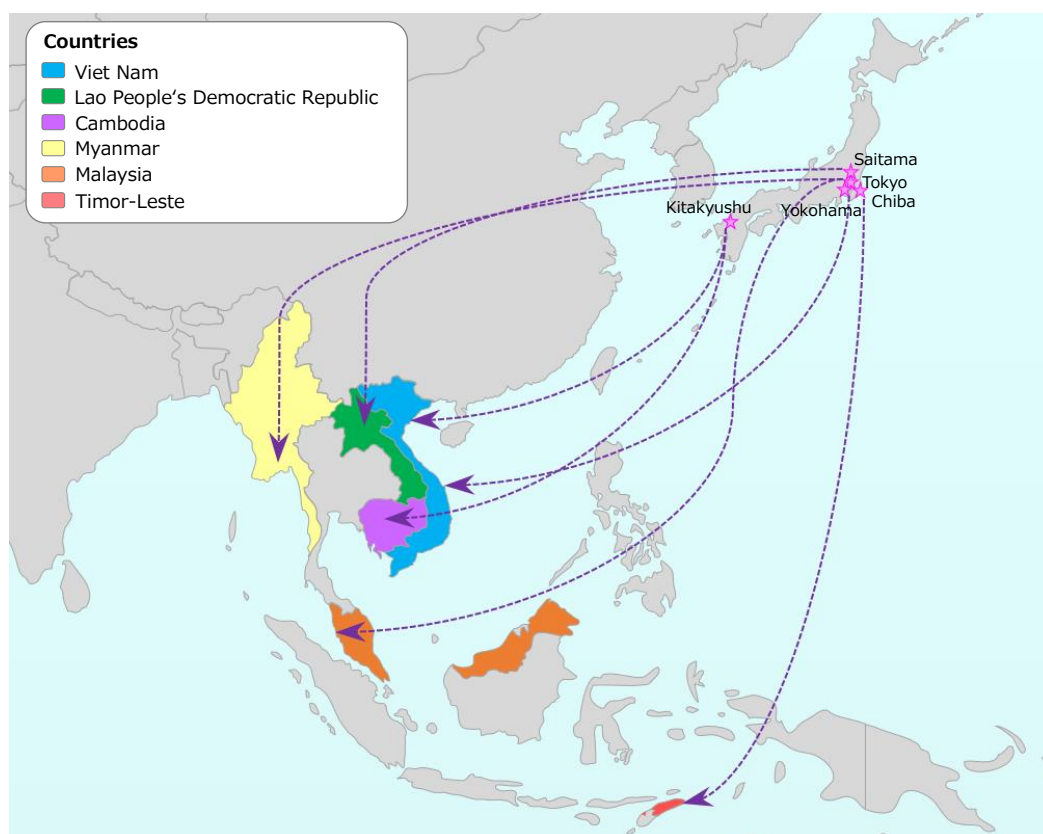 Countries
Viet Nam
Lao People‘s Democratic Republic
Cambodia
Myanmar
Malaysia
Timor-Leste
Saitama
Tokyo
Kitakyushu
Yokohama
Chiba